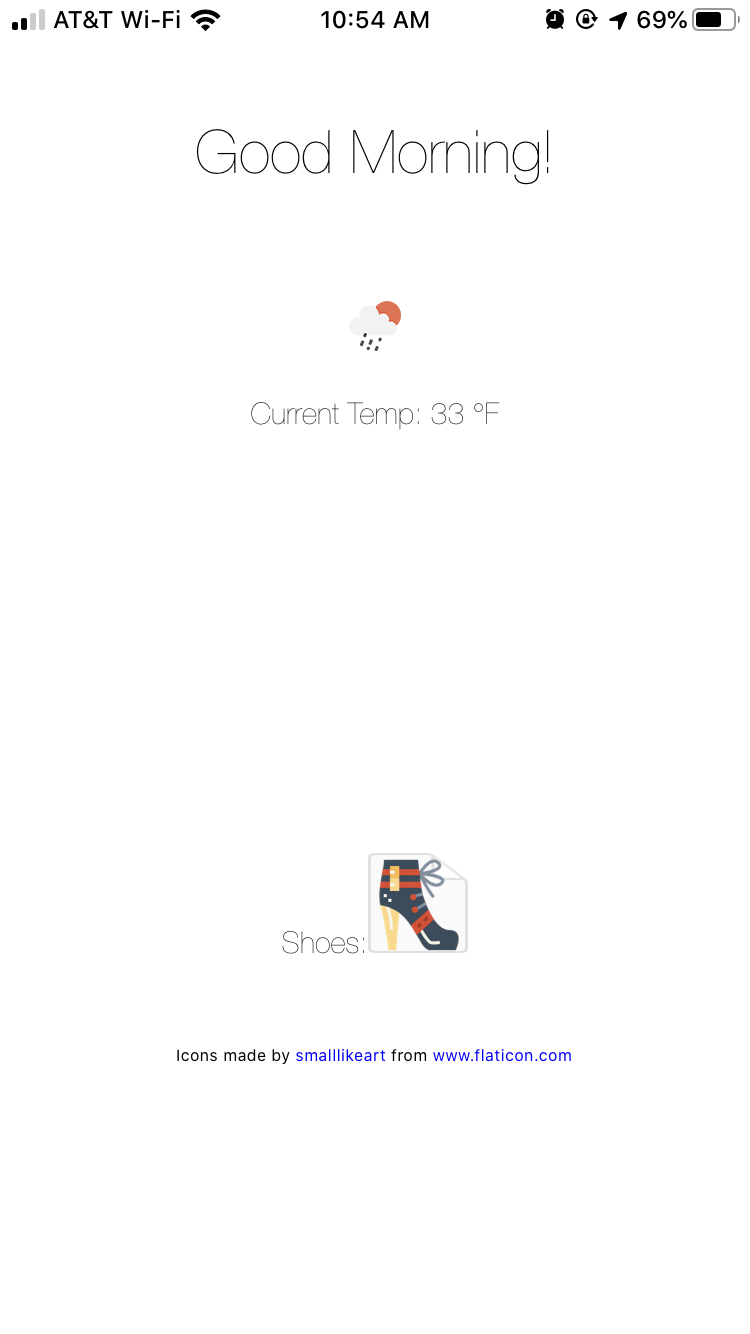 AT&T Wi-Fi 10:54 AM 69%
Good Morning!
Current Temp: 33 °F
Shoes:
Icons made by smalllikeart from www.flaticon.com